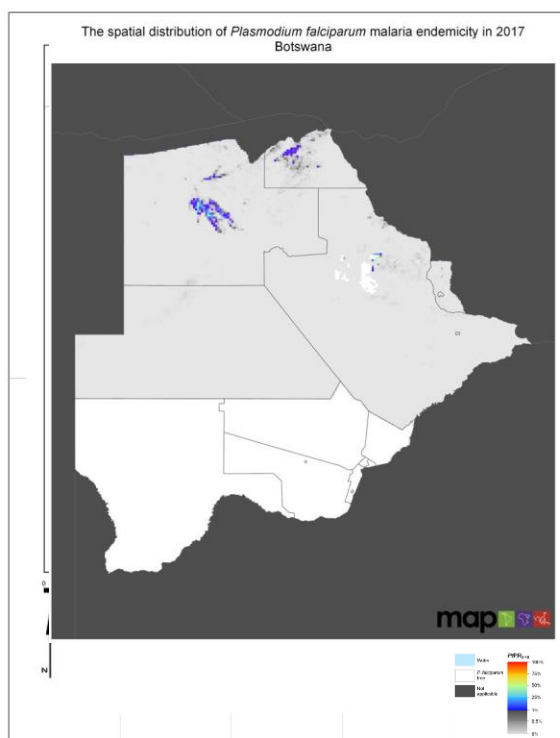 The spatial distribution of Plasmodium falciparum malaria endemicity in 2017
Botswana
0
N
map
Water
P. falciparum
free
Not
applicable
100%
75%
50%
25%
1%
0.5%
0%